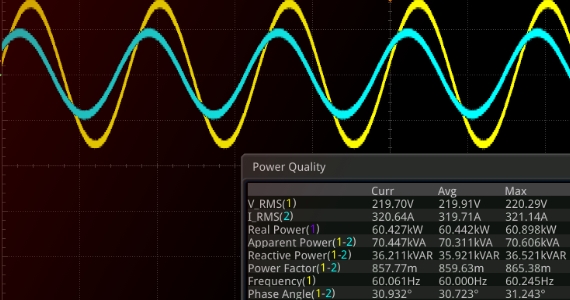 Power Quality
Curr Avg Max
V_RMS(1) 219.70V 219.91V 220.29V
I_RMS(2) 320.64A 319.71A 321.14A
Real Power(1) 60.427kW 60.442kW 60.898kW
Apparent Power(1-2) 70.447kVA 70.311kVA 70.606kVA
Reactive Power(1-2) 36.211kVAR 35.921kVAR 36.521kVAR
Power Factor(1-2) 857.77m 859.63m 865.38m
Frequency(1) 60.061Hz 60.000Hz 60.245Hz
Phase Angle(1-2) 30.932° 30.723° 31.243°